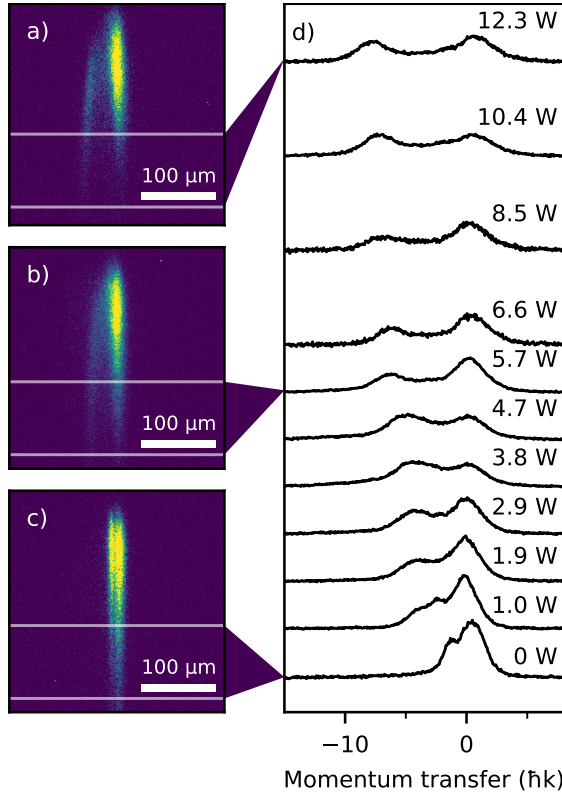 a)
100 µm
b)
100 µm
c)
100 µm
d)
12.3 W
10.4 W
8.5 W
6.6 W
5.7 W
4.7 W
3.8 W
2.9 W
1.9 W
1.0 W
0 W
−10
0
Momentum transfer (ħk)